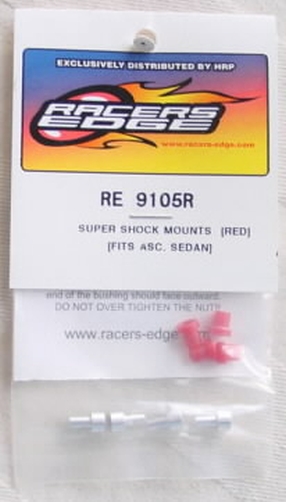 EXCLUSIVELY DISTRIBUTED BY HRP
RACERS
EDGE
www.racers-edge.com
RE 9105R
SUPER SHOCK MOUNTS [RED]
[FITS ASC. SEDAN]
end of the bushing should face outward.
DO NOT OVER TIGHTEN THE NUT!!
www.racers-edge